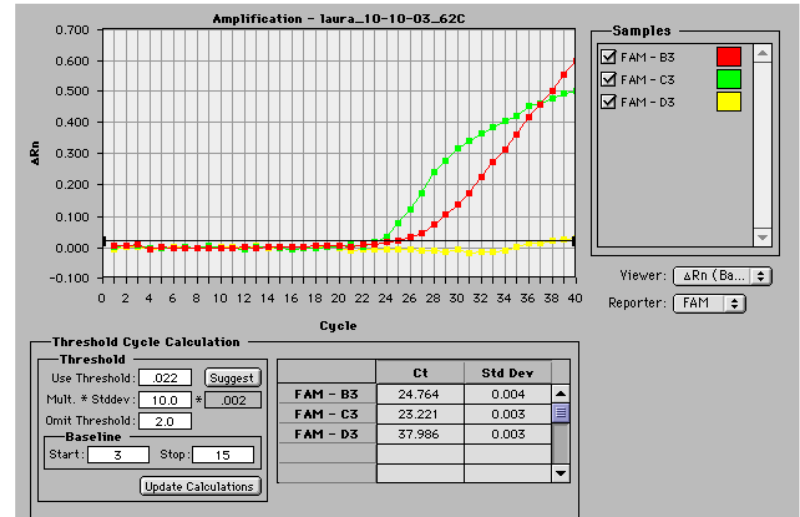 Amplification - laura_10-10-03_62C
0.700
0.600
0.500
0.400
0.300
0.200
0.100
0.000
-0.100
ΔRn
0 2 4 6 8 10 12 14 16 18 20 22 24 26 28 30 32 34 36 38 40
Cycle
Samples
FAM - B3
FAM - C3
FAM - D3
Viewer: ΔRn (Ba...
Reporter: FAM
Threshold Cycle Calculation
Threshold
Use Threshold: .022 Suggest
Mult. * Stddev: 10.0 * .002
Omit Threshold: 2.0
Baseline
Start: 3 Stop: 15
Update Calculations
Ct Std Dev
FAM - B3 24.764 0.004
FAM - C3 23.221 0.003
FAM - D3 37.986 0.003